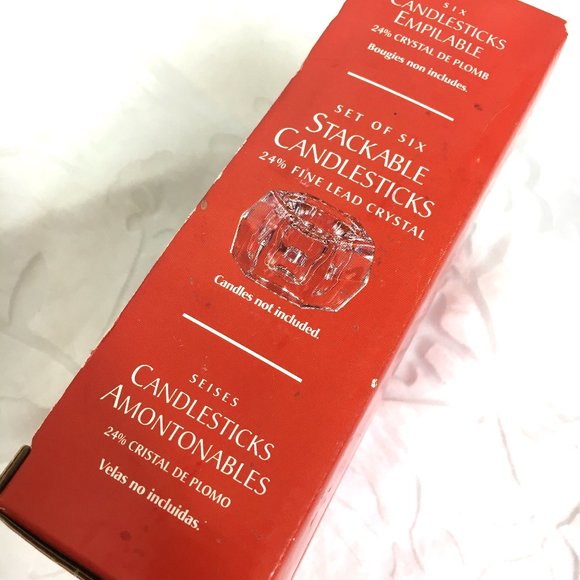 SIX
CANDLESTICKS
EMPILABLE
24% CRYSTAL DE PLOMB
Bougies non includes.
SET OF SIX
STACKABLE
CANDLESTICKS
24% FINE LEAD CRYSTAL
Candles not included.
SEISES
CANDLESTICKS
AMONTONABLES
24% CRISTAL DE PLOMO
Velas no incluidas.